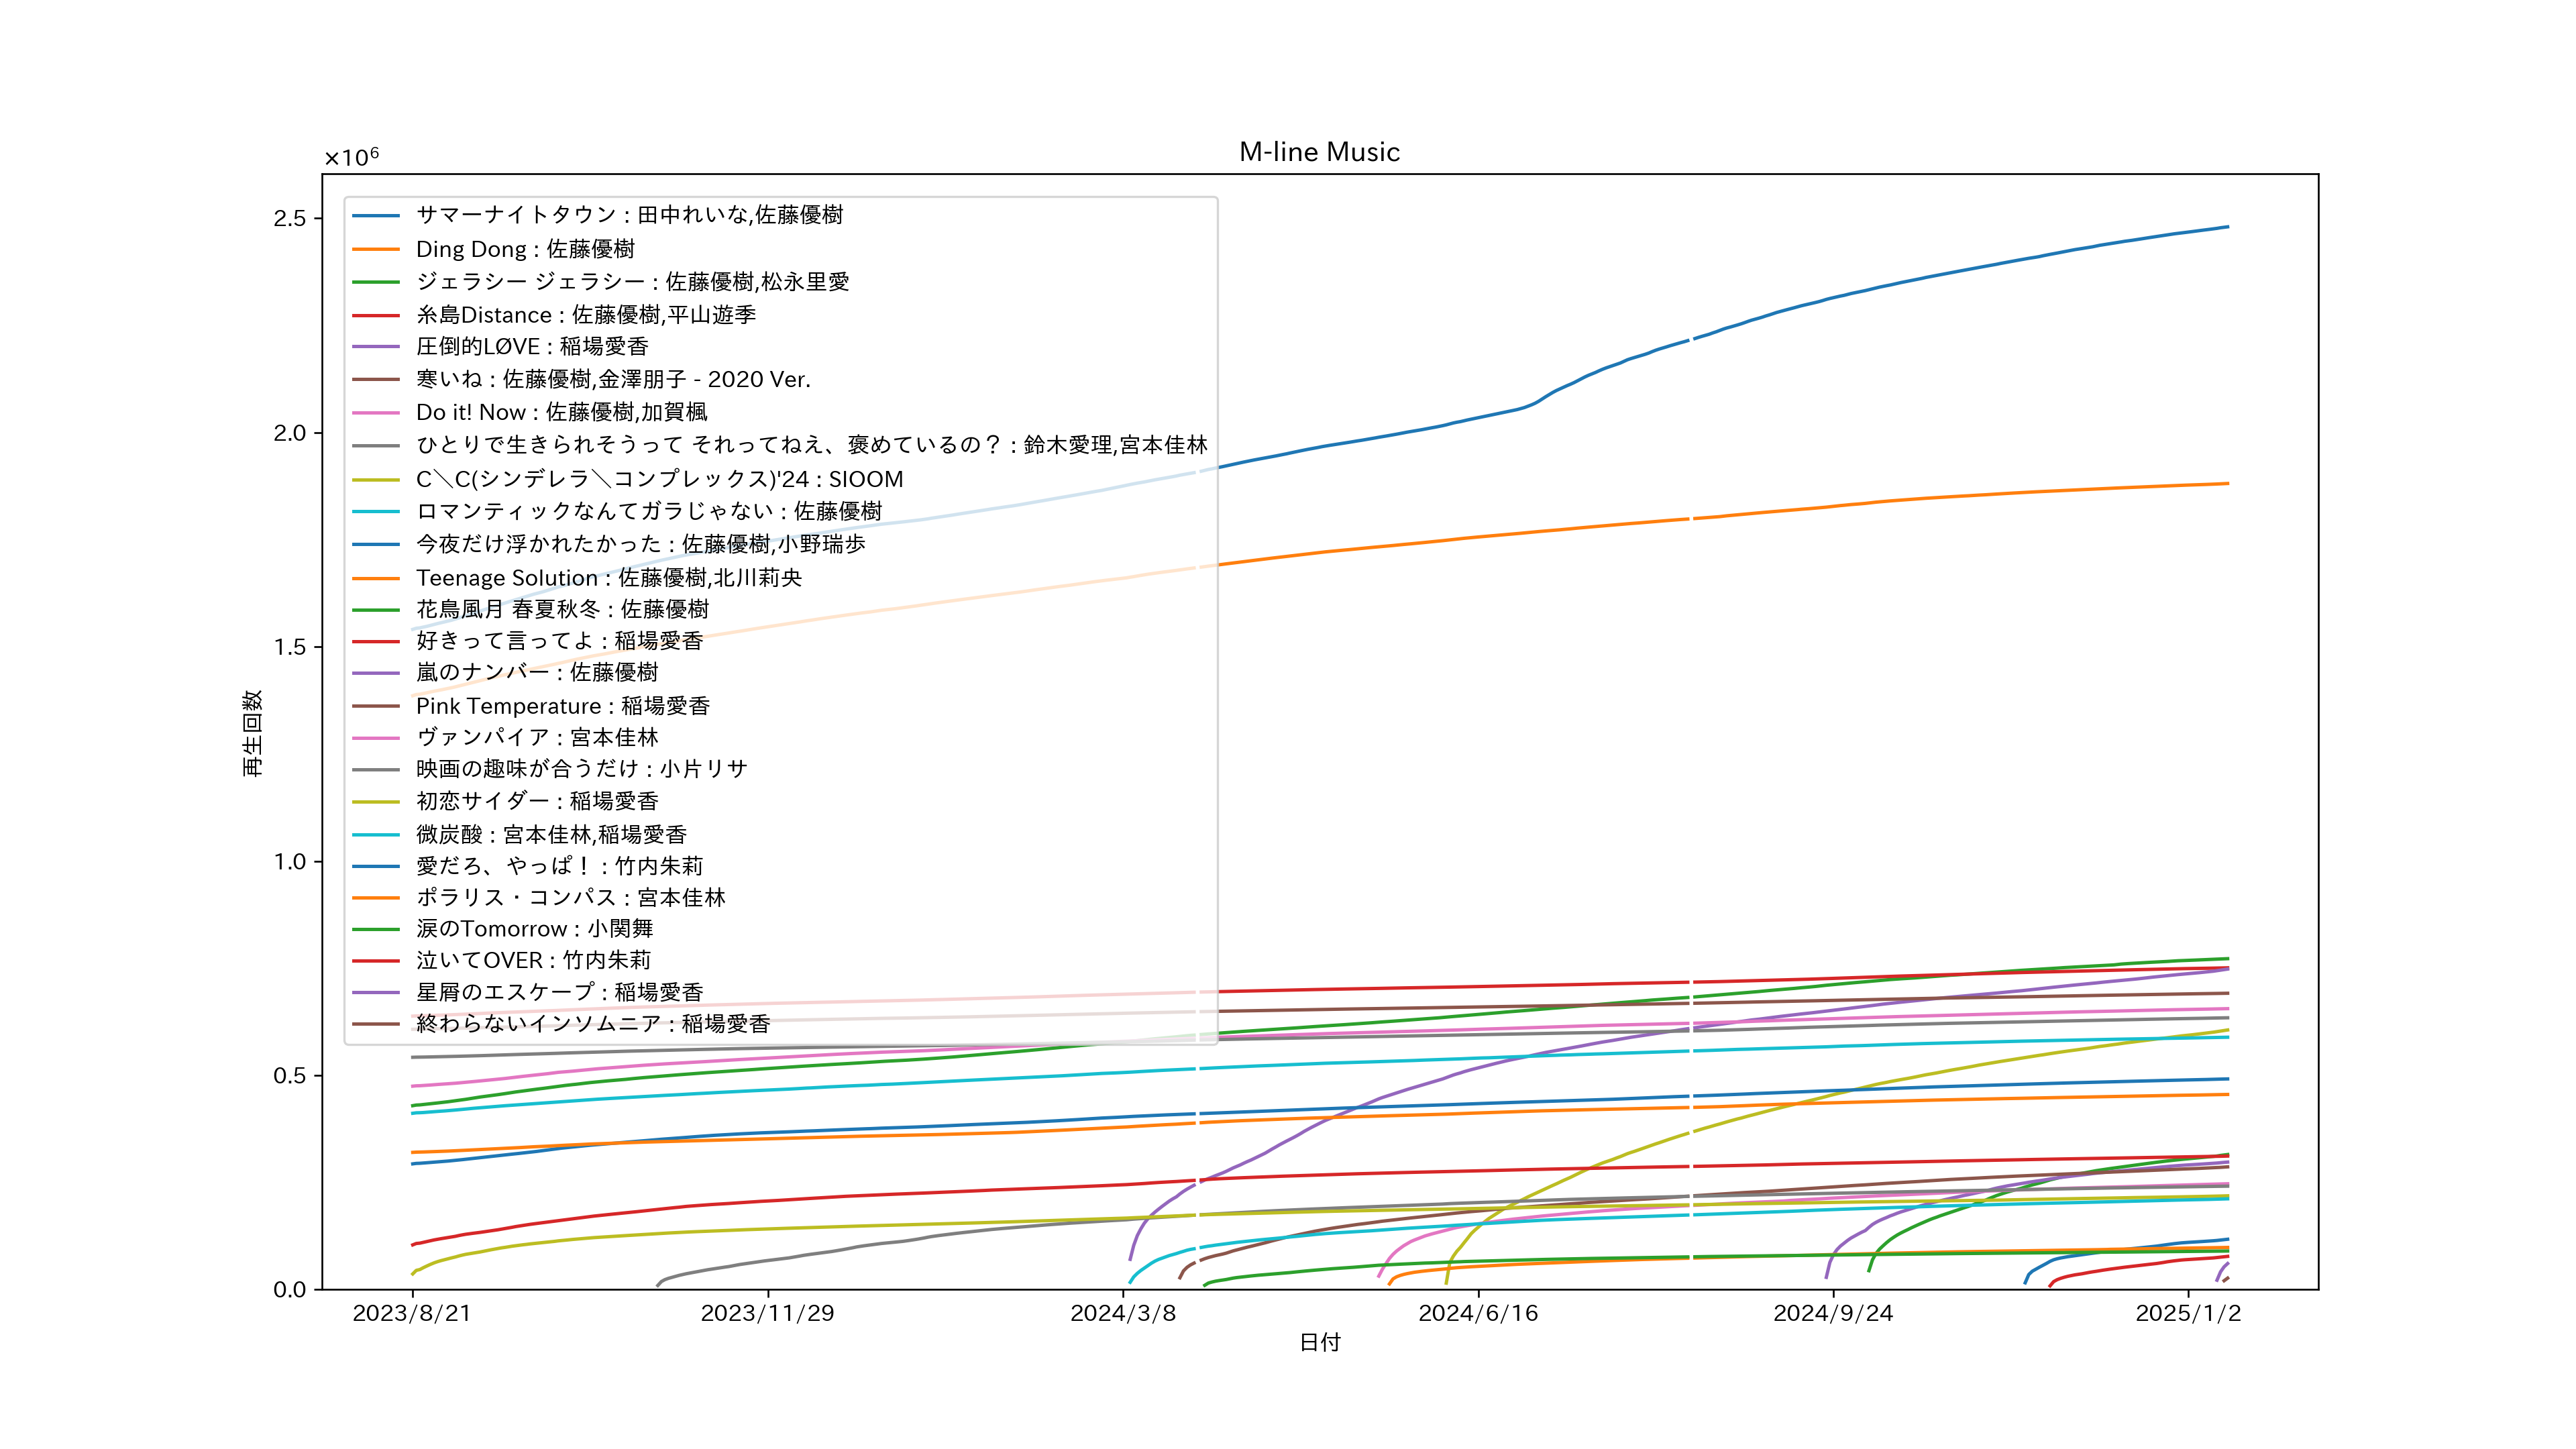 M-line Music
×10⁶
2.5
2.0
1.5
1.0
0.5
0.0
再生回数
サマーナイトタウン : 田中れいな,佐藤優樹
Ding Dong : 佐藤優樹
ジェラシー ジェラシー : 佐藤優樹,松永里愛
糸島Distance : 佐藤優樹,平山遊季
圧倒的LØVE : 稲場愛香
寒いね : 佐藤優樹,金澤朋子 - 2020 Ver.
Do it! Now : 佐藤優樹,加賀楓
ひとりで生きられそうって それってねえ、褒めているの？ : 鈴木愛理,宮本佳林
C＼C(シンデレラ＼コンプレックス)'24 : SIOOM
ロマンティックなんてガラじゃない : 佐藤優樹
今夜だけ浮かれたかった : 佐藤優樹,小野瑞歩
Teenage Solution : 佐藤優樹,北川莉央
花鳥風月 春夏秋冬 : 佐藤優樹
好きって言ってよ : 稲場愛香
嵐のナンバー : 佐藤優樹
Pink Temperature : 稲場愛香
ヴァンパイア : 宮本佳林
映画の趣味が合うだけ : 小片リサ
初恋サイダー : 稲場愛香
微炭酸 : 宮本佳林,稲場愛香
愛だろ、やっぱ！ : 竹内朱莉
ポラリス・コンパス : 宮本佳林
涙のTomorrow : 小関舞
泣いてOVER : 竹内朱莉
星屑のエスケープ : 稲場愛香
終わらないインソムニア : 稲場愛香
2023/8/21
2023/11/29
2024/3/8
2024/6/16
2024/9/24
2025/1/2
日付